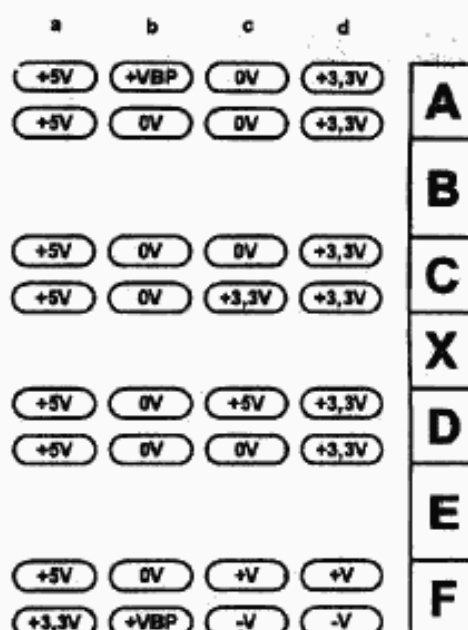 a b c d
+5V +VBP 0V +3,3V
+5V 0V 0V +3,3V
A
B
+5V 0V 0V +3,3V
+5V 0V +3,3V +3,3V
C
X
+5V 0V +5V +3,3V
+5V 0V 0V +3,3V
D
E
+5V 0V +V +V
+3,3V +VBP -V -V
F